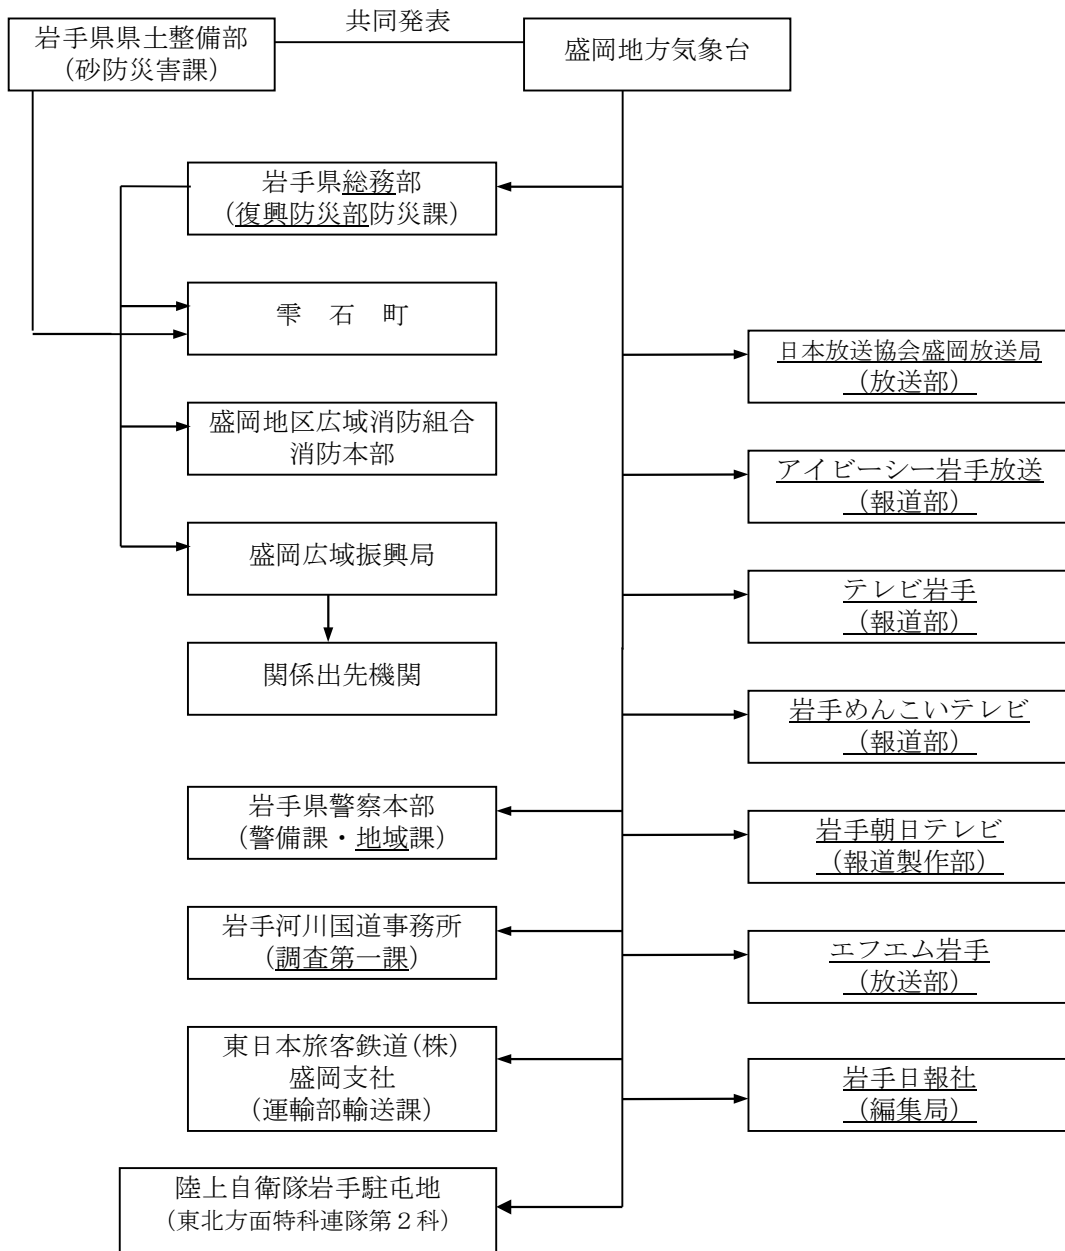 共同発表
岩手県県土整備部
（砂防災害課）
盛岡地方気象台
岩手県総務部
（復興防災部防災課）
雫　石　町
盛岡地区広域消防組合
消防本部
盛岡広域振興局
関係出先機関
岩手県警察本部
（警備課・地域課）
岩手河川国道事務所
（調査第一課）
東日本旅客鉄道(株)
盛岡支社
（運輸部輸送課）
陸上自衛隊岩手駐屯地
（東北方面特科連隊第２科）
日本放送協会盛岡放送局
（放送部）
アイビーシー岩手放送
（報道部）
テレビ岩手
（報道部）
岩手めんこいテレビ
（報道部）
岩手朝日テレビ
（報道製作部）
エフエム岩手
（放送部）
岩手日報社
（編集局）